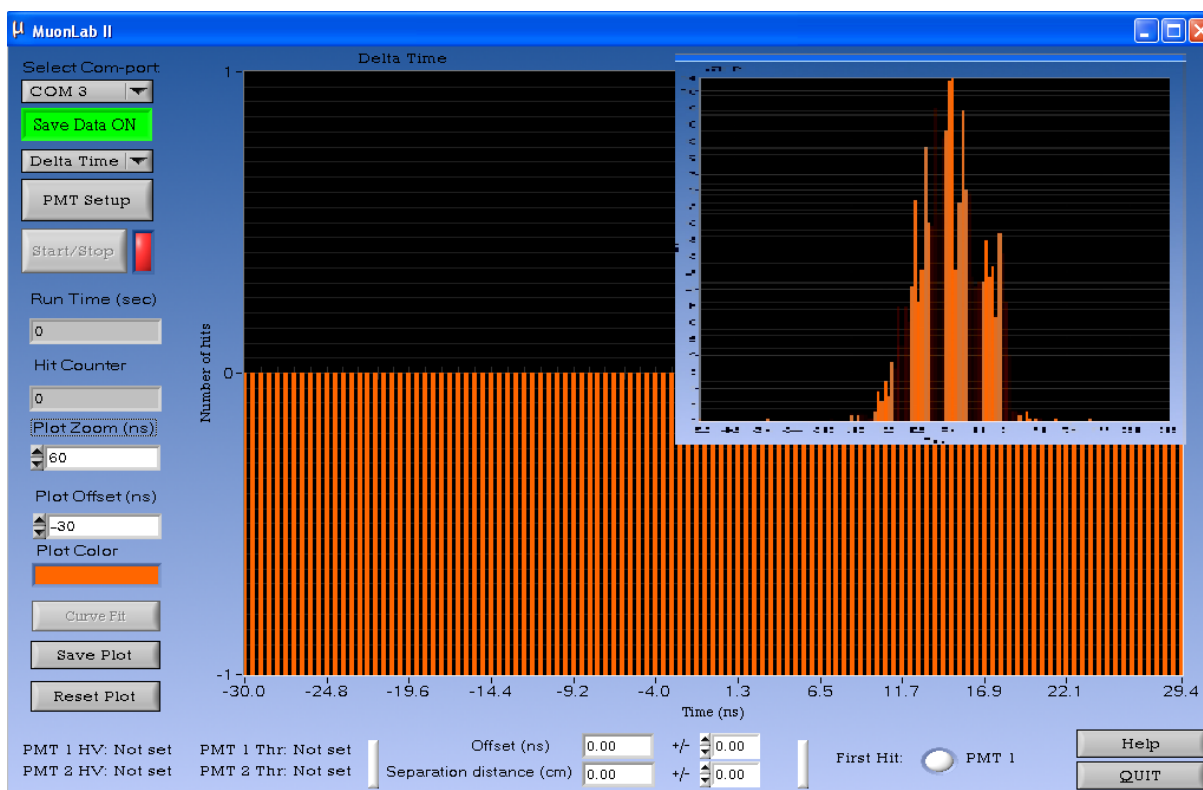 μ MuonLab II
Select Com-port
COM 3
Save Data ON
Delta Time
PMT Setup
Start/Stop
Run Time (sec)
0
Hit Counter
0
Plot Zoom (ns)
60
Plot Offset (ns)
-30
Plot Color
Curve Fit
Save Plot
Reset Plot
Delta Time
Number of hits
1
0
-1
-30.0 -24.8 -19.6 -14.4 -9.2 -4.0 1.3 6.5 11.7 16.9 22.1 29.4
Time (ns)
PMT 1 HV: Not set PMT 1 Thr: Not set
PMT 2 HV: Not set PMT 2 Thr: Not set
Offset (ns) 0.00 +/- 0.00
Separation distance (cm) 0.00 +/- 0.00
First Hit: PMT 1
Help
QUIT